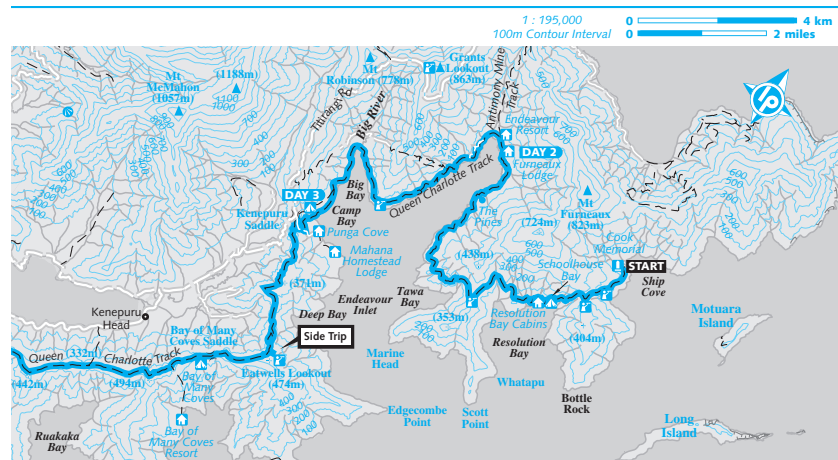 1 : 195,000
0 4 km
100m Contour Interval
0 2 miles
Grants
Lookout
(863m)
Mt
Robinson (778m)
(1188m)
Mt
McMahon
(1057m)
1100
1000
Titirangi Rd
Big River
Antimony Mine
Track
Endeavour
Resort
DAY 2
Furneaux
Lodge
Queen Charlotte Track
DAY 3
Big
Bay
Camp
Bay
Kenepuru
Saddle
Punga Cove
Mahana
Homestead
Lodge
The
Pines
(724m)
Mt
Furneaux
(823m)
Cook
Memorial
START
Ship
Cove
Schoolhouse
Bay
(438m)
(371m)
Tawa
Bay
Endeavour
Inlet
Deep Bay
(353m)
Resolution
Bay Cabins
(404m)
Resolution
Bay
Motuara
Island
Kenepuru
Head
Bay of Many
Coves Saddle
Side Trip
Queen Charlotte Track
(332m)
(442m)
(494m)
Eatwells Lookout
(474m)
Marine
Head
Whatapu
Bottle
Rock
Bay of
Many
Coves
Edgecombe
Point
Scott
Point
Long
Island
Ruakaka
Bay
Bay of
Many Coves
Resort